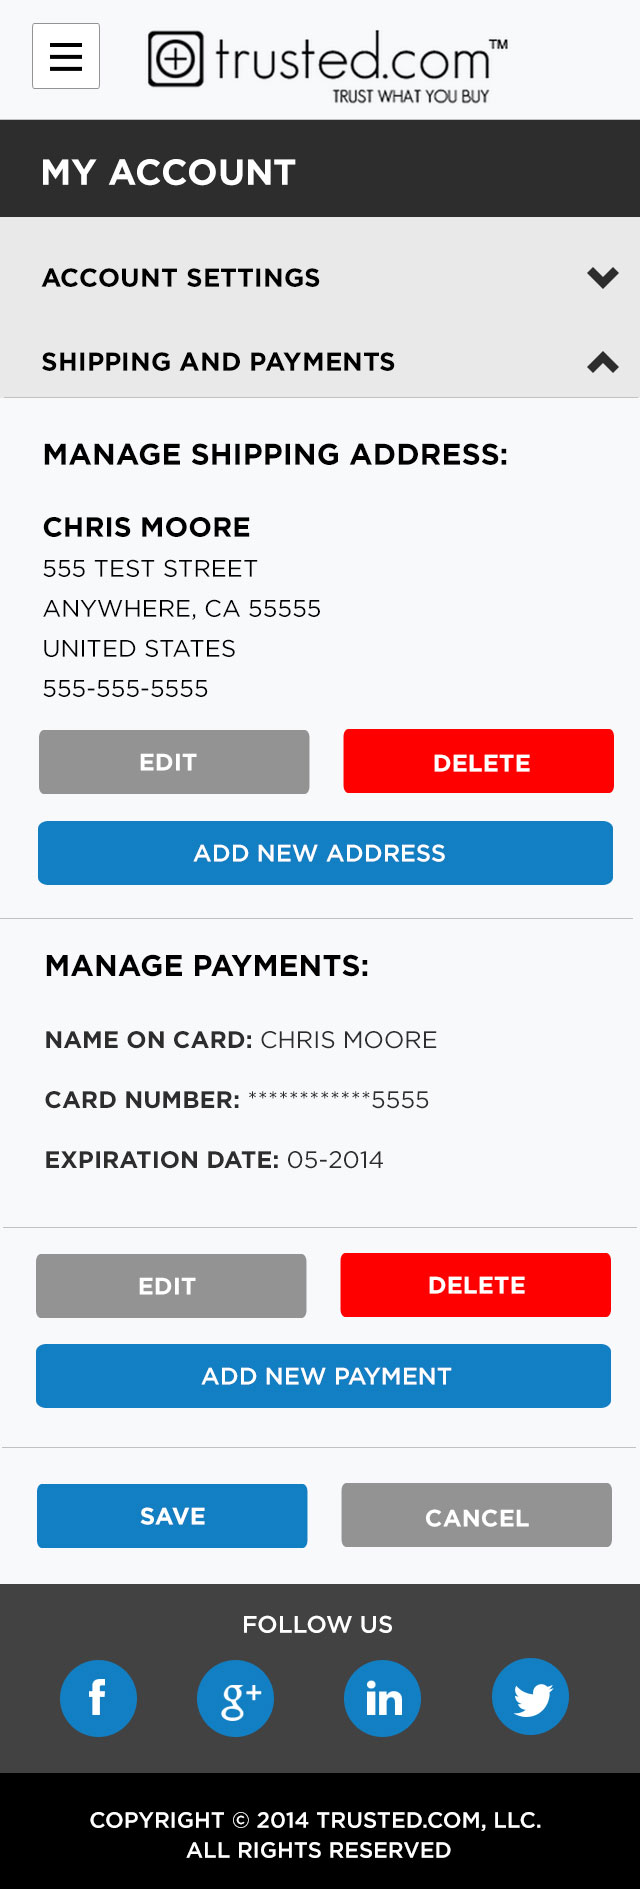 trusted.com™
TRUST WHAT YOU BUY
MY ACCOUNT
ACCOUNT SETTINGS
SHIPPING AND PAYMENTS
MANAGE SHIPPING ADDRESS:
CHRIS MOORE
555 TEST STREET
ANYWHERE, CA 55555
UNITED STATES
555-555-5555
EDIT DELETE
ADD NEW ADDRESS
MANAGE PAYMENTS:
NAME ON CARD: CHRIS MOORE
CARD NUMBER: ************5555
EXPIRATION DATE: 05-2014
EDIT DELETE
ADD NEW PAYMENT
SAVE CANCEL
FOLLOW US
f g+ in
COPYRIGHT © 2014 TRUSTED.COM, LLC.
ALL RIGHTS RESERVED